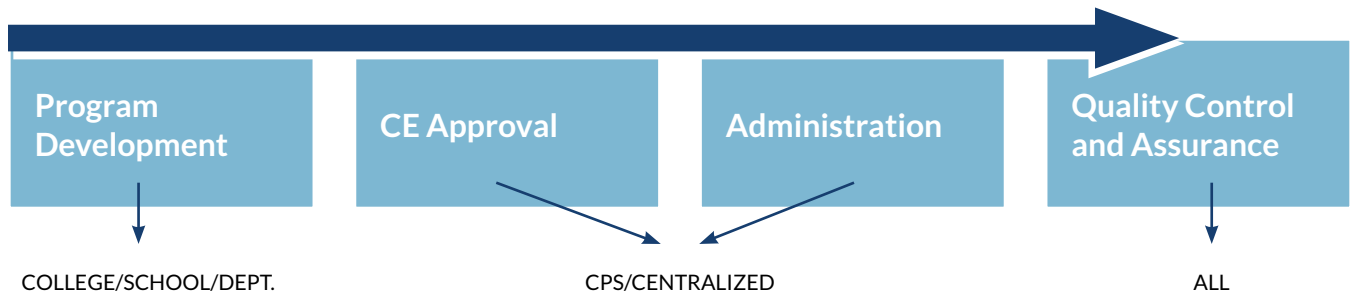 Program
Development
CE Approval
Administration
Quality Control
and Assurance
COLLEGE/SCHOOL/DEPT.
CPS/CENTRALIZED
ALL